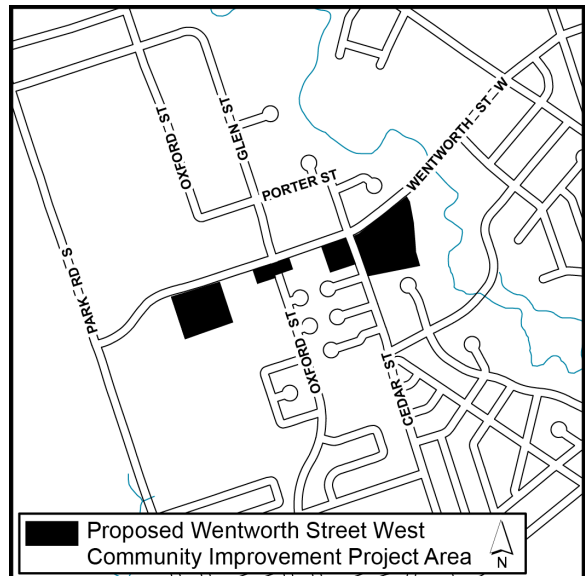 OXFORD ST
GLEN ST
WENTWORTH ST W
PORTER ST
PARK RD S
OXFORD ST
CEDAR ST
Proposed Wentworth Street West
Community Improvement Project Area
N